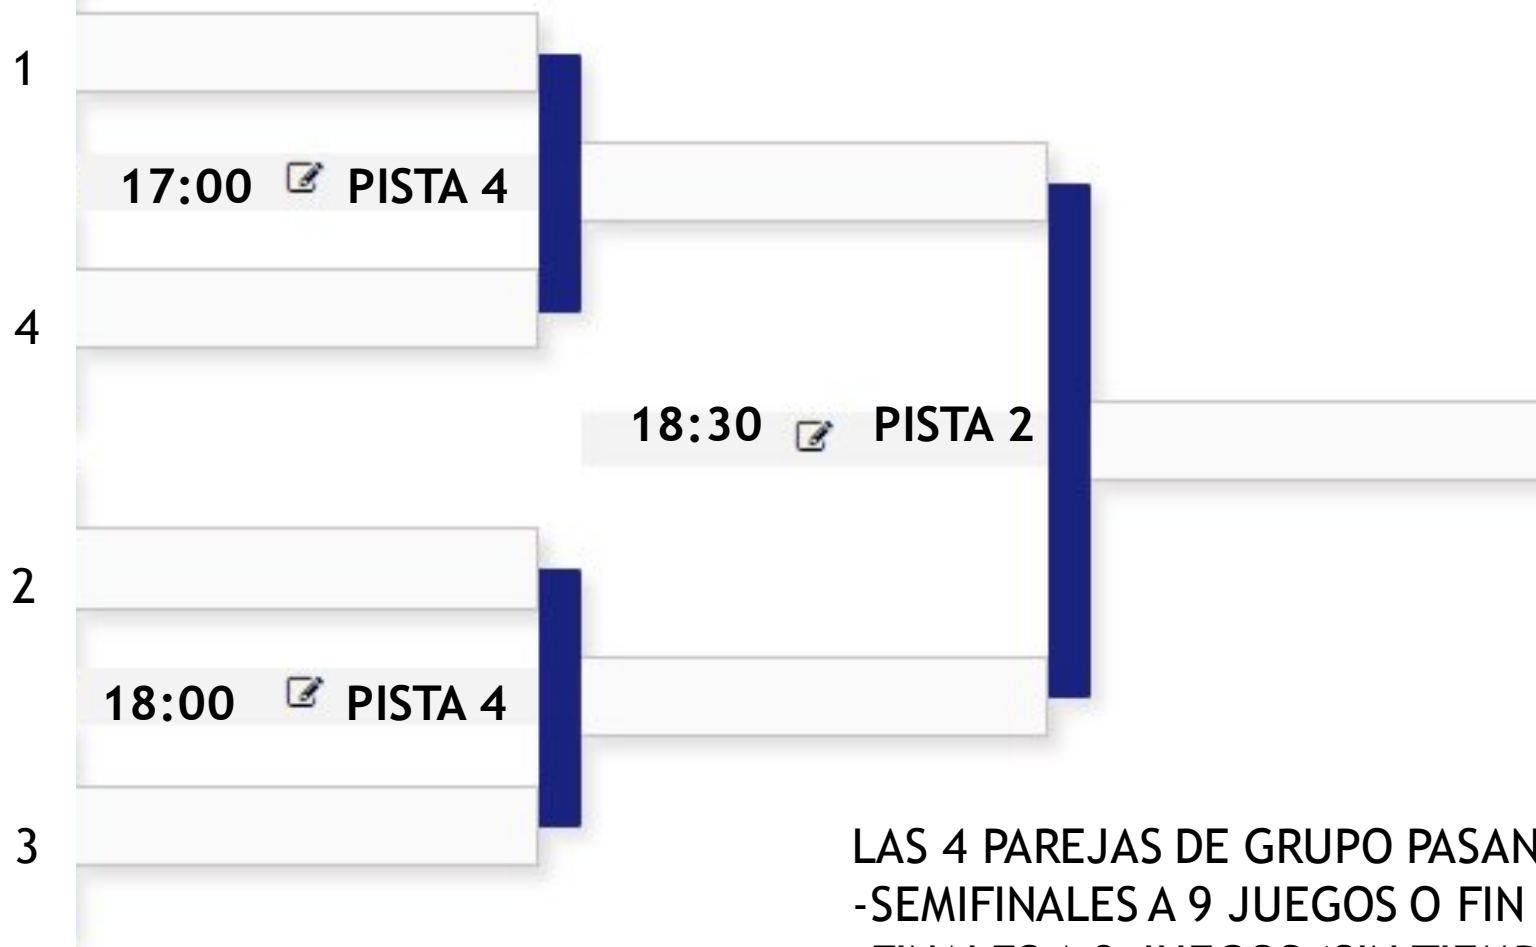 1
17:00 PISTA 4
4
18:30 PISTA 2
2
18:00 PISTA 4
3
LAS 4 PAREJAS DE GRUPO PASAN
-SEMIFINALES A 9 JUEGOS O FIN